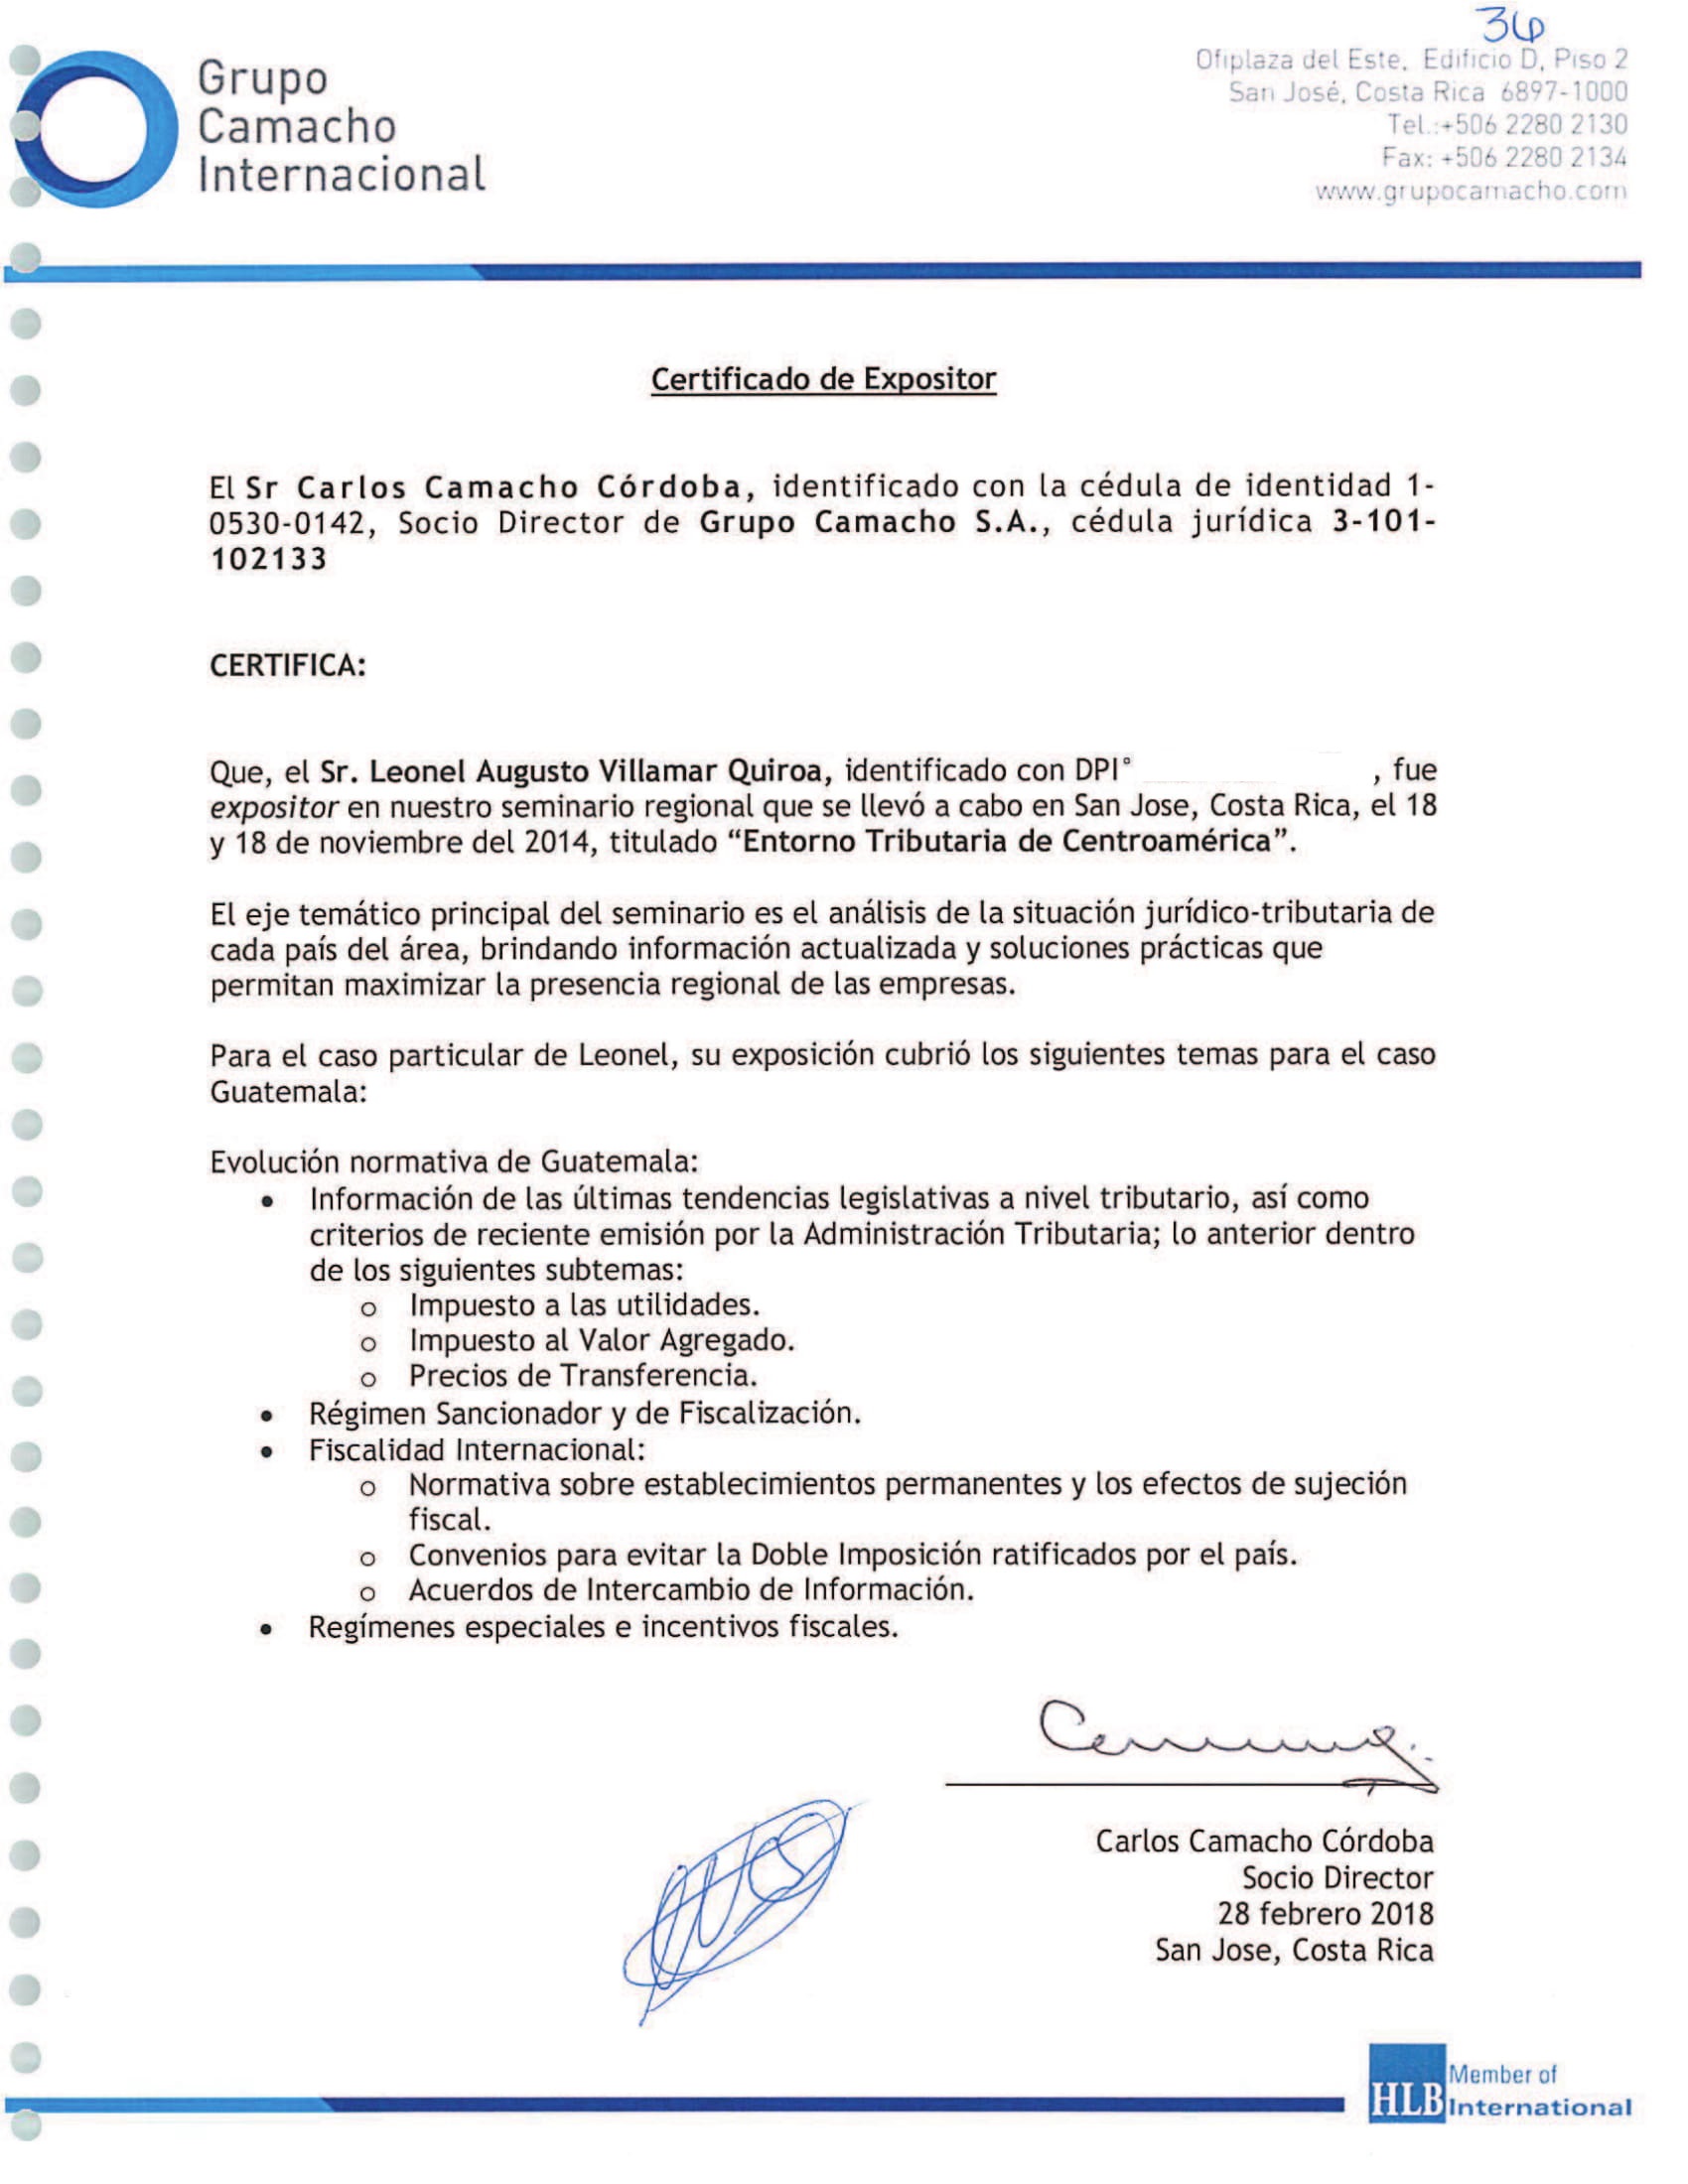 36
Grupo
Camacho
Internacional
Ofiplaza del Este, Edificio D, Piso 2
San José, Costa Rica 6897-1000
Tel.:+506 2280 2130
Fax: +506 2280 2134
www.grupocamacho.com
Certificado de Expositor
El Sr Carlos Camacho Córdoba, identificado con la cédula de identidad 1-
0530-0142, Socio Director de Grupo Camacho S.A., cédula jurídica 3-101-
102133
CERTIFICA:
Que, el Sr. Leonel Augusto Villamar Quiroa, identificado con DPI° , fue
expositor en nuestro seminario regional que se llevó a cabo en San Jose, Costa Rica, el 18
y 18 de noviembre del 2014, titulado “Entorno Tributaria de Centroamérica”.
El eje temático principal del seminario es el análisis de la situación jurídico-tributaria de
cada país del área, brindando información actualizada y soluciones prácticas que
permitan maximizar la presencia regional de las empresas.
Para el caso particular de Leonel, su exposición cubrió los siguientes temas para el caso
Guatemala:
Evolución normativa de Guatemala:
• Información de las últimas tendencias legislativas a nivel tributario, así como
criterios de reciente emisión por la Administración Tributaria; lo anterior dentro
de los siguientes subtemas:
o Impuesto a las utilidades.
o Impuesto al Valor Agregado.
o Precios de Transferencia.
• Régimen Sancionador y de Fiscalización.
• Fiscalidad Internacional:
o Normativa sobre establecimientos permanentes y los efectos de sujeción
fiscal.
o Convenios para evitar la Doble Imposición ratificados por el país.
o Acuerdos de Intercambio de Información.
• Regímenes especiales e incentivos fiscales.
Carlos Camacho Córdoba
Socio Director
28 febrero 2018
San Jose, Costa Rica
Member of
HLB International